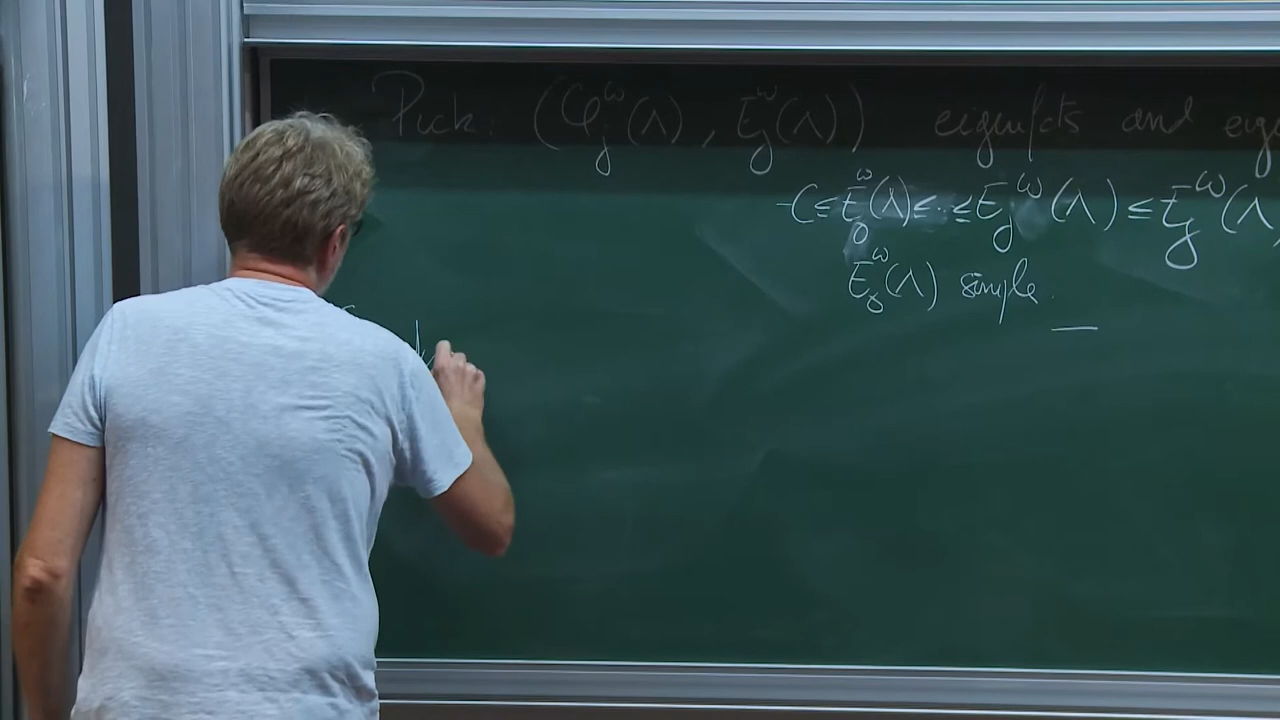 Pick: (φ_j^ω(Λ), E_j^ω(Λ)) eigenfcts and eig
-C ≤ E_0^ω(Λ) ≤ .. ≤ E_j^ω(Λ) ≤ E_j^ω(Λ
E_0^ω(Λ) simple.